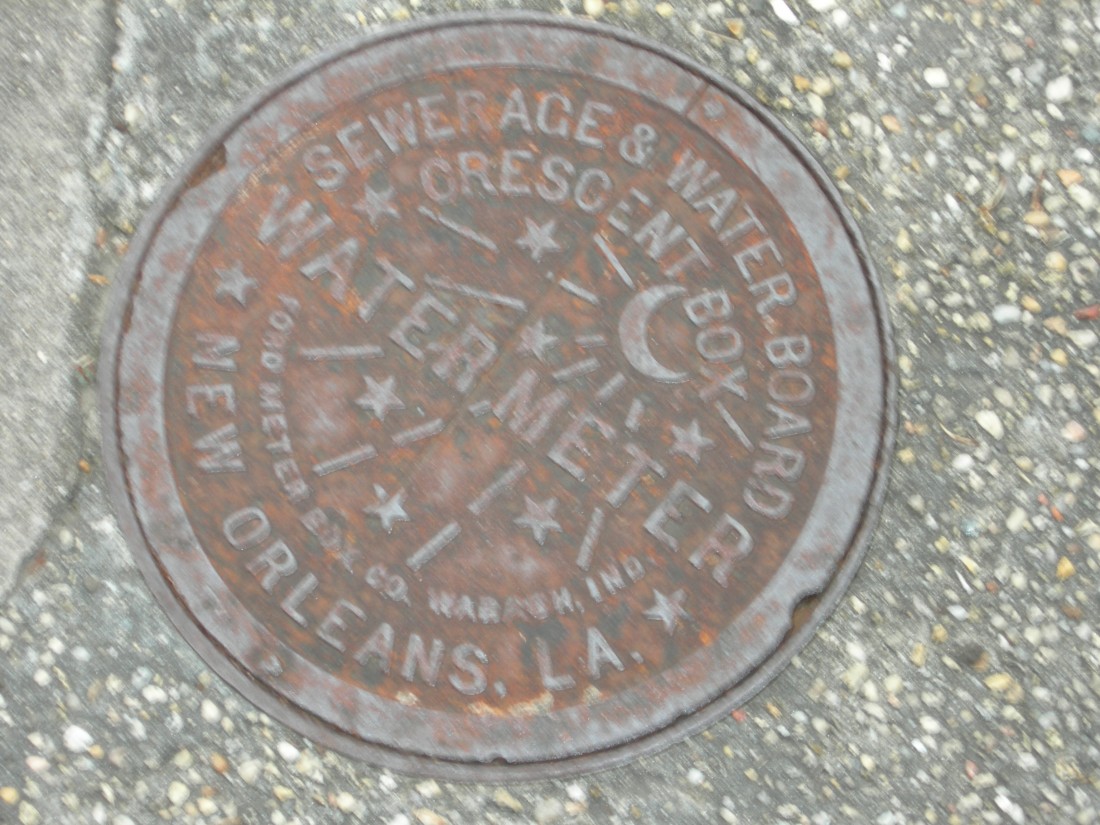 SEWERAGE & WATER BOARD
CRESCENT BOX
WATER METER
FORD METER BOX CO. WABASH, IND.
NEW ORLEANS, LA.